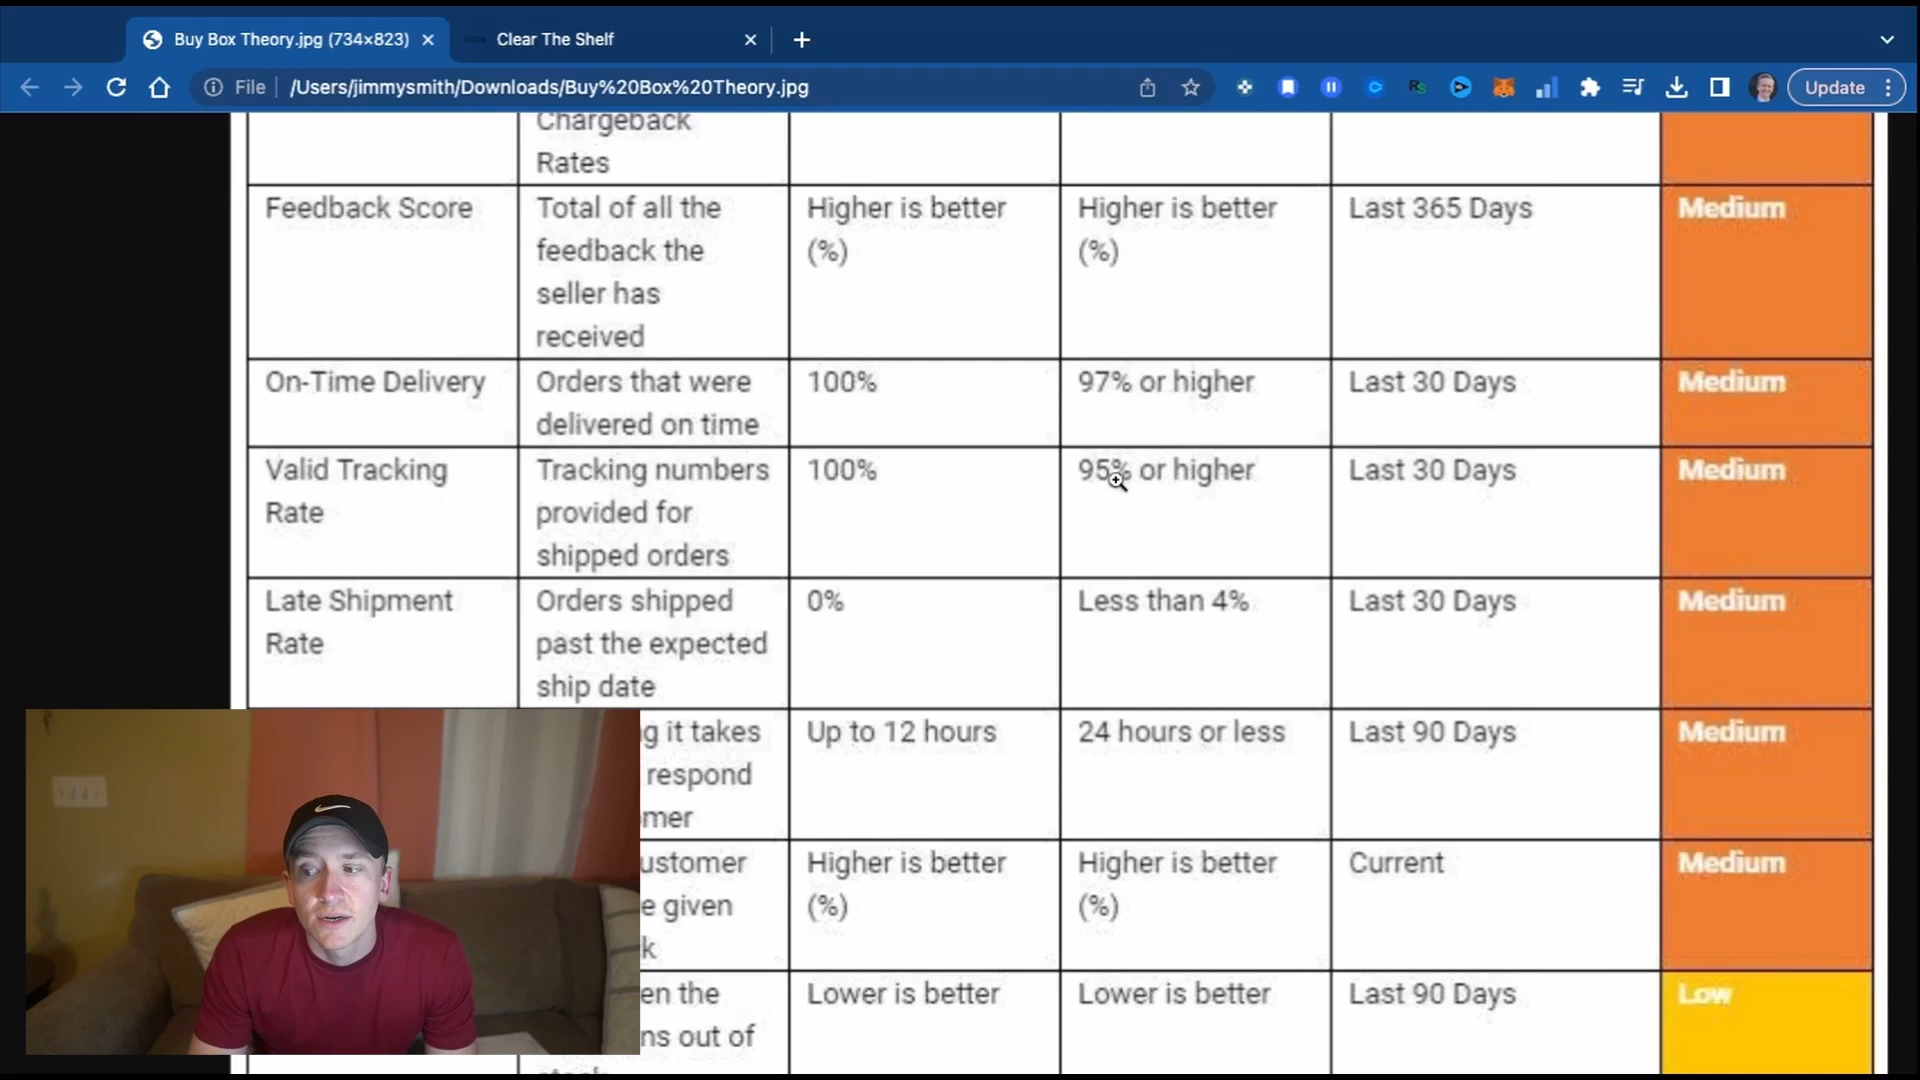 Buy Box Theory.jpg (734×823)
Clear The Shelf
File
/Users/jimmysmith/Downloads/Buy%20Box%20Theory.jpg
Update
Chargeback
Rates
Feedback Score
Total of all the
feedback the
seller has
received
Higher is better
(%)
Higher is better
(%)
Last 365 Days
Medium
On-Time Delivery
Orders that were
delivered on time
100%
97% or higher
Last 30 Days
Medium
Valid Tracking
Rate
Tracking numbers
provided for
shipped orders
100%
95% or higher
Last 30 Days
Medium
Late Shipment
Rate
Orders shipped
past the expected
ship date
0%
Less than 4%
Last 30 Days
Medium
g it takes
respond
mer
Up to 12 hours
24 hours or less
Last 90 Days
Medium
ustomer
e given
k
Higher is better
(%)
Higher is better
(%)
Current
Medium
en the
ns out of
Lower is better
Lower is better
Last 90 Days
Low